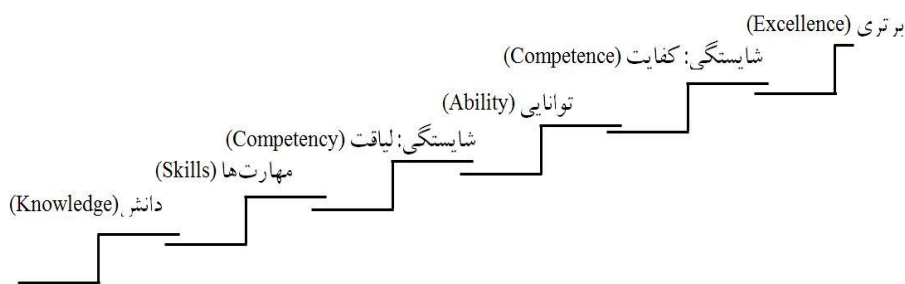 برتری (Excellence)
شایستگی: کفایت (Competence)
توانایی (Ability)
شایستگی: لیاقت (Competency)
مهارت‌ها (Skills)
دانش (Knowledge)